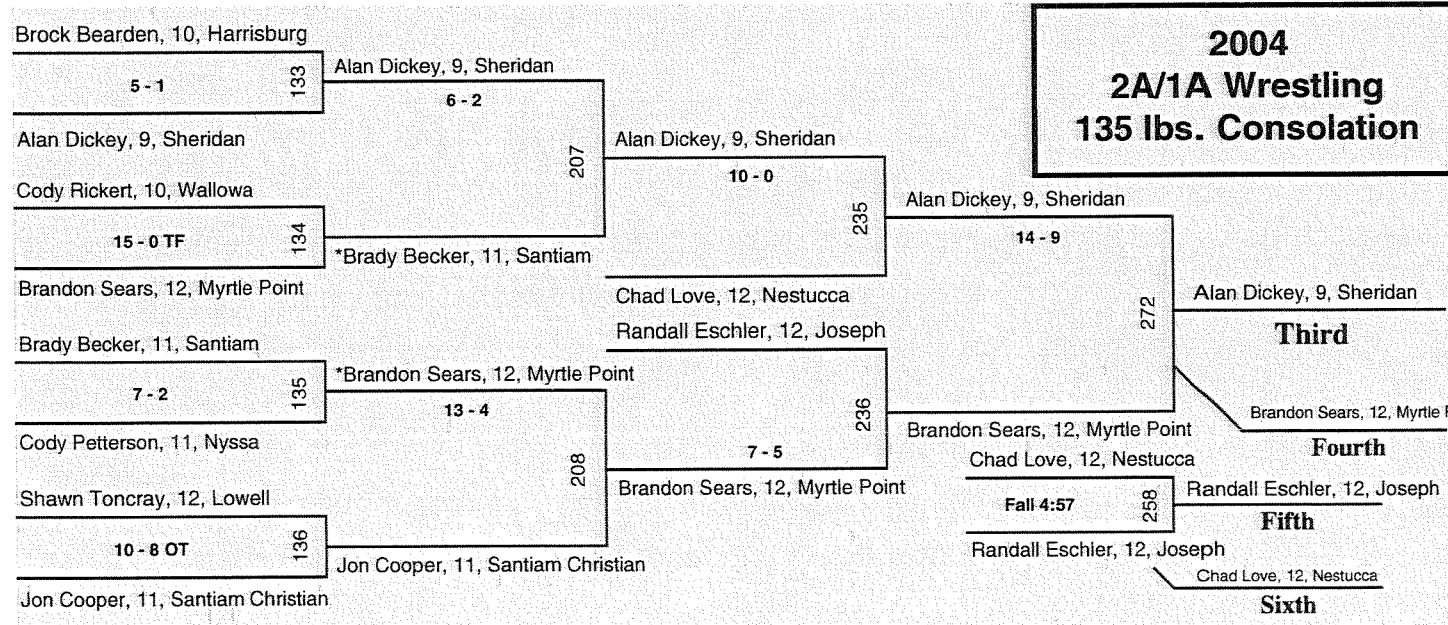 2004
2A/1A Wrestling
135 lbs. Consolation
Brock Bearden, 10, Harrisburg
5 - 1
133
Alan Dickey, 9, Sheridan
Cody Rickert, 10, Wallowa
15 - 0 TF
134
Brandon Sears, 12, Myrtle Point
Brady Becker, 11, Santiam
7 - 2
135
Cody Petterson, 11, Nyssa
Shawn Toncray, 12, Lowell
10 - 8 OT
136
Jon Cooper, 11, Santiam Christian
Alan Dickey, 9, Sheridan
6 - 2
207
*Brady Becker, 11, Santiam
*Brandon Sears, 12, Myrtle Point
13 - 4
208
Jon Cooper, 11, Santiam Christian
Alan Dickey, 9, Sheridan
10 - 0
235
Chad Love, 12, Nestucca
Randall Eschler, 12, Joseph
7 - 5
236
Brandon Sears, 12, Myrtle Point
Alan Dickey, 9, Sheridan
14 - 9
272
Brandon Sears, 12, Myrtle Point
Alan Dickey, 9, Sheridan
Third
Brandon Sears, 12, Myrtle
Fourth
Chad Love, 12, Nestucca
Fall 4:57
258
Randall Eschler, 12, Joseph
Randall Eschler, 12, Joseph
Fifth
Chad Love, 12, Nestucca
Sixth